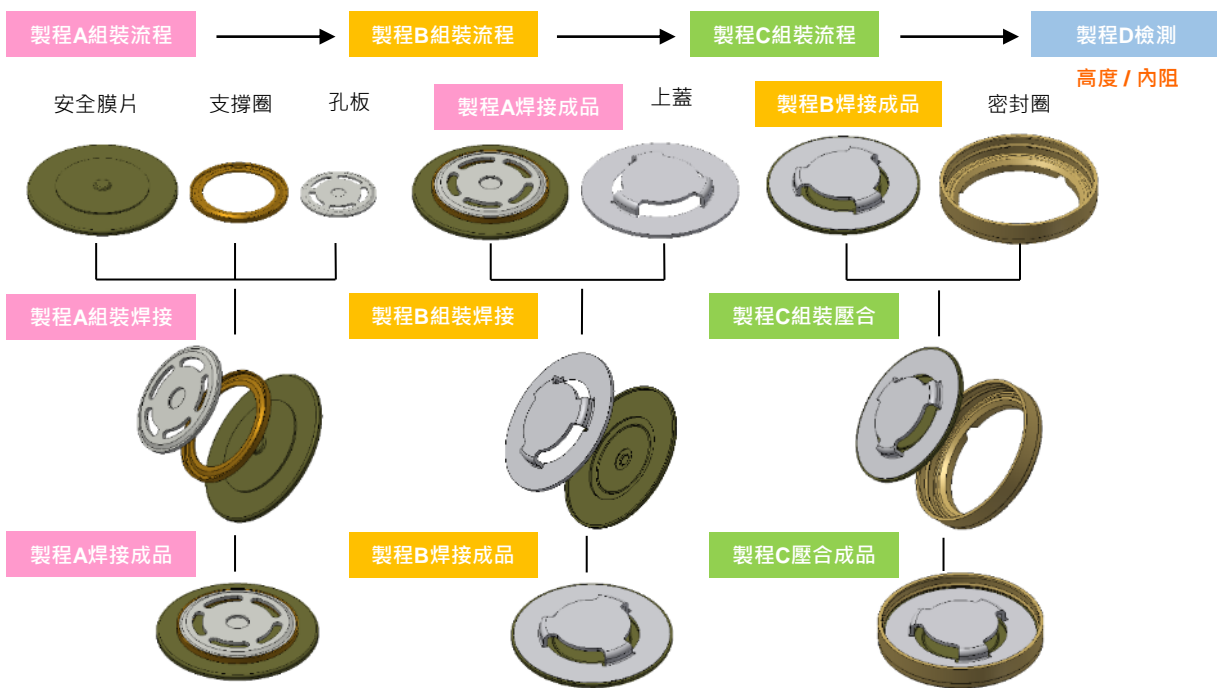 製程A組裝流程
製程B組裝流程
製程C組裝流程
製程D檢測
高度 / 內阻
安全膜片
支撐圈
孔板
製程A焊接成品
上蓋
製程B焊接成品
密封圈
製程A組裝焊接
製程B組裝焊接
製程C組裝壓合
製程A焊接成品
製程B焊接成品
製程C壓合成品